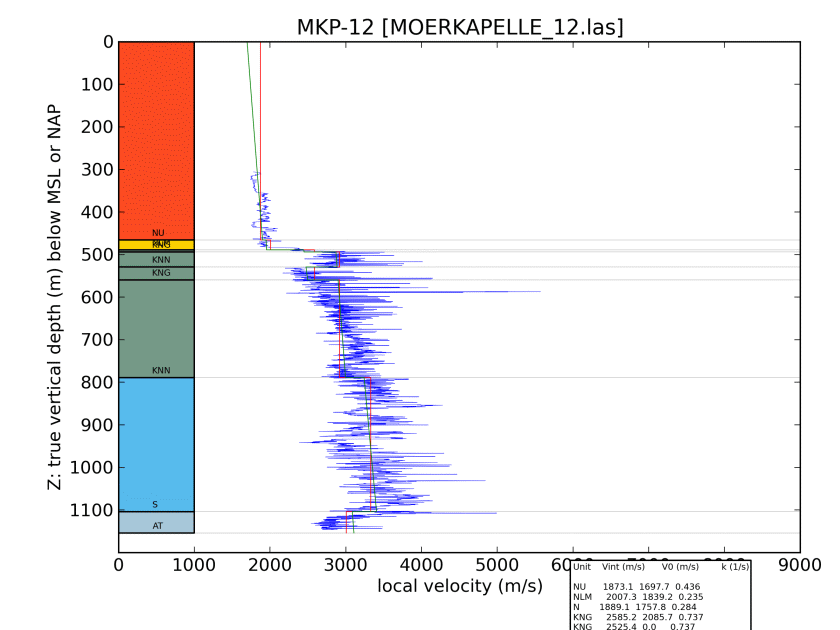 MKP-12 [MOERKAPELLE_12.las]
Z: true vertical depth (m) below MSL or NAP
0
100
200
300
400
500
600
700
800
900
1000
1100
NU
KNG
KNN
KNG
KNN
S
AT
0 1000 2000 3000 4000 5000 6000 9000
local velocity (m/s)
Unit Vint (m/s) V0 (m/s) k (1/s)
NU 1873.1 1697.7 0.436
NLM 2007.3 1839.2 0.235
N 1889.1 1757.8 0.284
KNG 2585.2 2085.7 0.737
KNG 2525.4 0.0 0.737